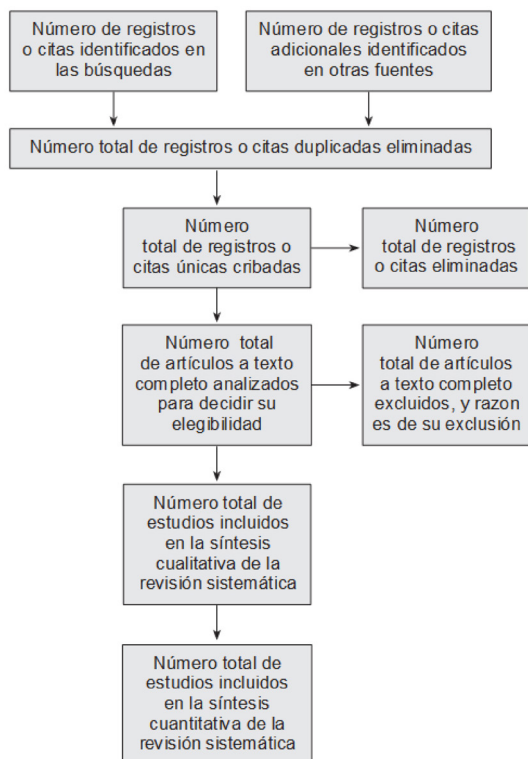 Número de registros
o citas identificados en
las búsquedas
Número de registros o citas
adicionales identificados
en otras fuentes
Número total de registros o citas duplicadas eliminadas
Número
total de registros o
citas únicas cribadas
Número
total de registros
o citas eliminadas
Número total
de artículos a texto
completo analizados
para decidir su
elegibilidad
Número
total de artículos
a texto completo
excluidos, y razon
es de su exclusión
Número total de
estudios incluidos
en la síntesis
cualitativa de la
revisión sistemática
Número total de
estudios incluidos
en la síntesis
cuantitativa de la
revisión sistemática